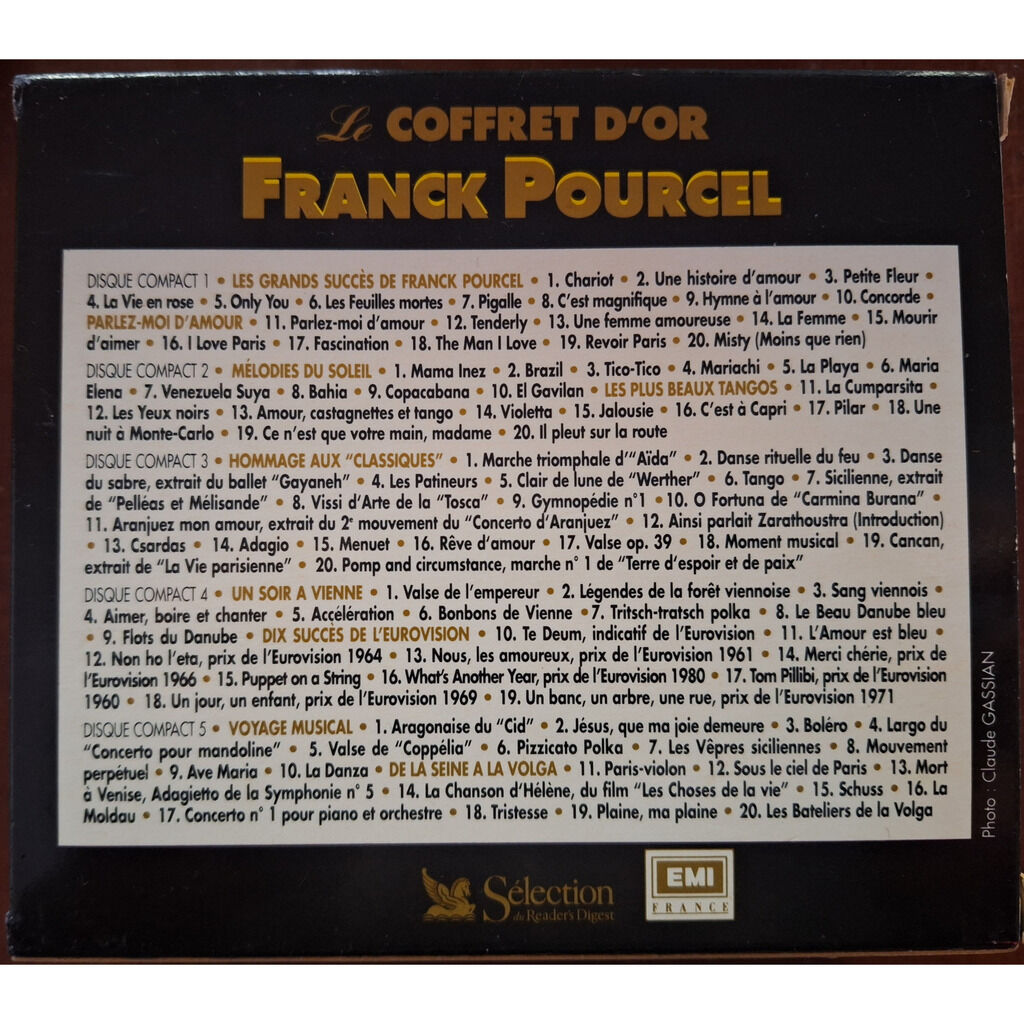 Le COFFRET D'OR
FRANCK POURCEL
DISQUE COMPACT 1 • LES GRANDS SUCCÈS DE FRANCK POURCEL • 1. Chariot • 2. Une histoire d'amour • 3. Petite Fleur •
4. La Vie en rose • 5. Only You • 6. Les Feuilles mortes • 7. Pigalle • 8. C'est magnifique • 9. Hymne à l'amour • 10. Concorde •
PARLEZ-MOI D'AMOUR • 11. Parlez-moi d'amour • 12. Tenderly • 13. Une femme amoureuse • 14. La Femme • 15. Mourir
d'aimer • 16. I Love Paris • 17. Fascination • 18. The Man I Love • 19. Revoir Paris • 20. Misty (Moins que rien)
DISQUE COMPACT 2 • MÉLODIES DU SOLEIL • 1. Mama Inez • 2. Brazil • 3. Tico-Tico • 4. Mariachi • 5. La Playa • 6. Maria
Elena • 7. Venezuela Suya • 8. Bahia • 9. Copacabana • 10. El Gavilan • LES PLUS BEAUX TANGOS • 11. La Cumparsita •
12. Les Yeux noirs • 13. Amour, castagnettes et tango • 14. Violetta • 15. Jalousie • 16. C'est à Capri • 17. Pilar • 18. Une
nuit à Monte-Carlo • 19. Ce n'est que votre main, madame • 20. Il pleut sur la route
DISQUE COMPACT 3 • HOMMAGE AUX "CLASSIQUES" • 1. Marche triomphale d'"Aïda" • 2. Danse rituelle du feu • 3. Danse
du sabre, extrait du ballet "Gayaneh" • 4. Les Patineurs • 5. Clair de lune de "Werther" • 6. Tango • 7. Sicilienne, extrait
de "Pelléas et Mélisande" • 8. Vissi d'Arte de la "Tosca" • 9. Gymnopédie n°1 • 10. O Fortuna de "Carmina Burana" •
11. Aranjuez mon amour, extrait du 2e mouvement du "Concerto d'Aranjuez" • 12. Ainsi parlait Zarathoustra (Introduction)
• 13. Csardas • 14. Adagio • 15. Menuet • 16. Rêve d'amour • 17. Valse op. 39 • 18. Moment musical • 19. Cancan,
extrait de "La Vie parisienne" • 20. Pomp and circumstance, marche n° 1 de "Terre d'espoir et de paix"
DISQUE COMPACT 4 • UN SOIR A VIENNE • 1. Valse de l'empereur • 2. Légendes de la forêt viennoise • 3. Sang viennois •
4. Aimer, boire et chanter • 5. Accélération • 6. Bonbons de Vienne • 7. Tritsch-tratsch polka • 8. Le Beau Danube bleu
• 9. Flots du Danube • DIX SUCCÈS DE L'EUROVISION • 10. Te Deum, indicatif de l'Eurovision • 11. L'Amour est bleu •
12. Non ho l'eta, prix de l'Eurovision 1964 • 13. Nous, les amoureux, prix de l'Eurovision 1961 • 14. Merci chérie, prix de
l'Eurovision 1966 • 15. Puppet on a String • 16. What's Another Year, prix de l'Eurovision 1980 • 17. Tom Pillibi, prix de l'Eurovision
1960 • 18. Un jour, un enfant, prix de l'Eurovision 1969 • 19. Un banc, un arbre, une rue, prix de l'Eurovision 1971
DISQUE COMPACT 5 • VOYAGE MUSICAL • 1. Aragonaise du "Cid" • 2. Jésus, que ma joie demeure • 3. Boléro • 4. Largo du
"Concerto pour mandoline" • 5. Valse de "Coppélia" • 6. Pizzicato Polka • 7. Les Vêpres siciliennes • 8. Mouvement
perpétuel • 9. Ave Maria • 10. La Danza • DE LA SEINE A LA VOLGA • 11. Paris-violon • 12. Sous le ciel de Paris • 13. Mort
à Venise, Adagietto de la Symphonie n° 5 • 14. La Chanson d'Hélène, du film "Les Choses de la vie" • 15. Schuss • 16. La
Moldau • 17. Concerto n° 1 pour piano et orchestre • 18. Tristesse • 19. Plaine, ma plaine • 20. Les Bateliers de la Volga
Photo : Claude GASSIAN
Sélection
du Reader's Digest
EMI
FRANCE